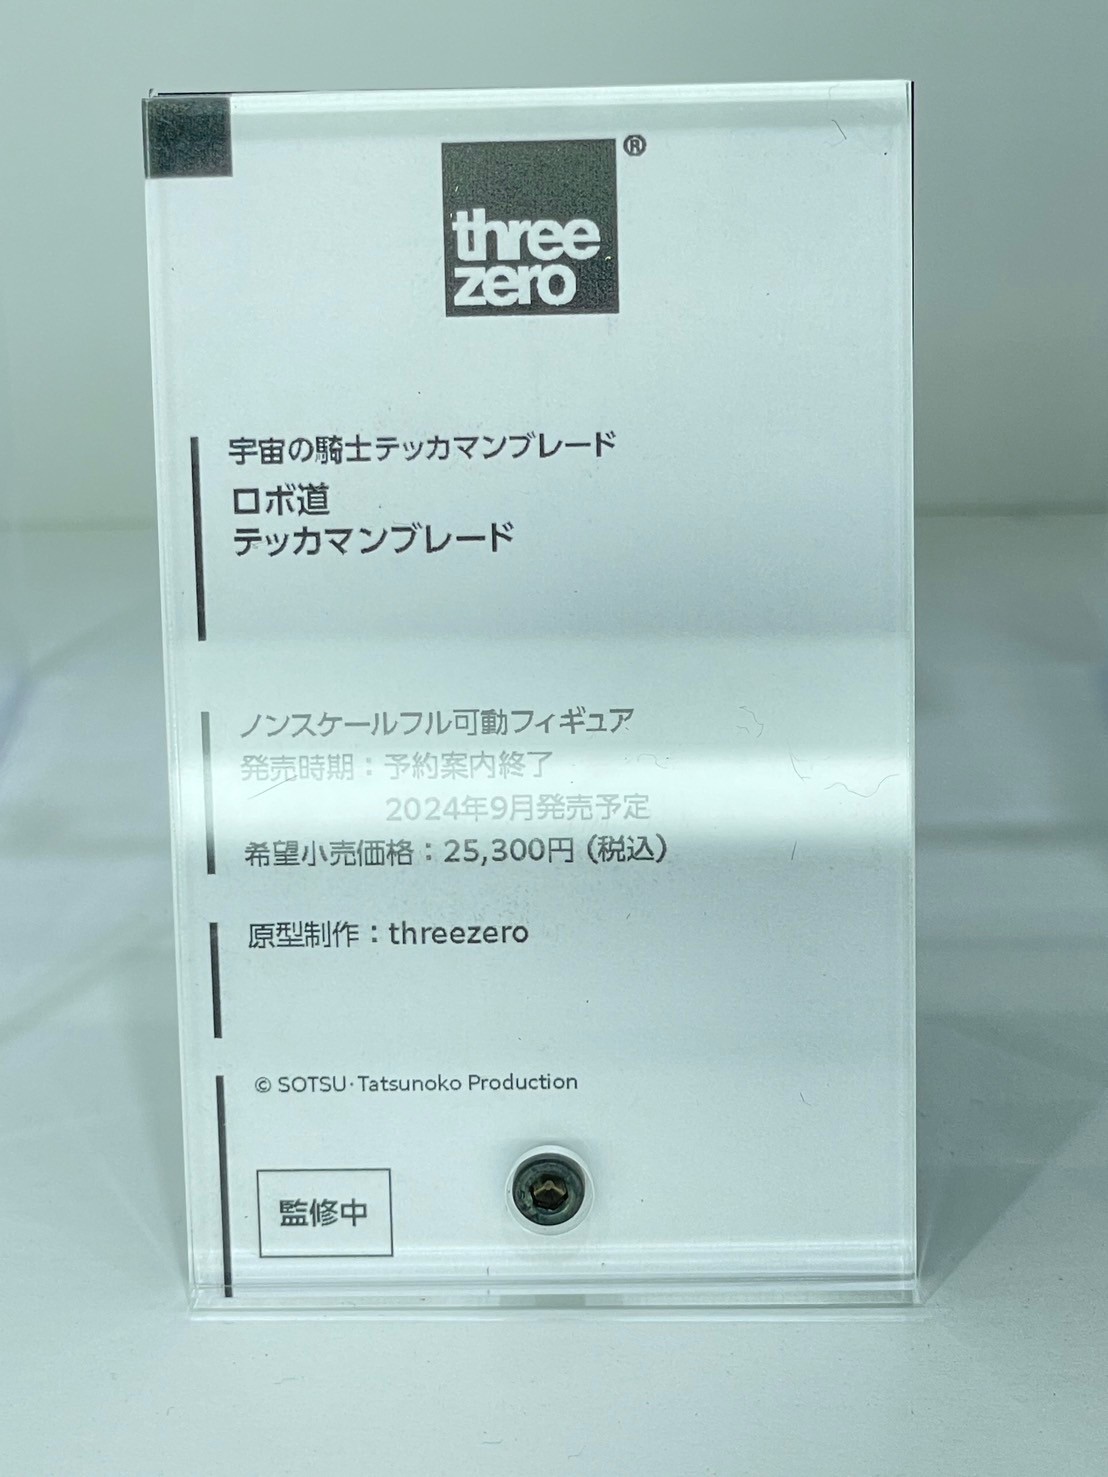 three
zero
®
宇宙の騎士テッカマンブレード
ロボ道
テッカマンブレード
ノンスケールフル可動フィギュア
発売時期：予約案内終了
2024年9月発売予定
希望小売価格：25,300円（税込）
原型制作：threezero
© SOTSU・Tatsunoko Production
監修中